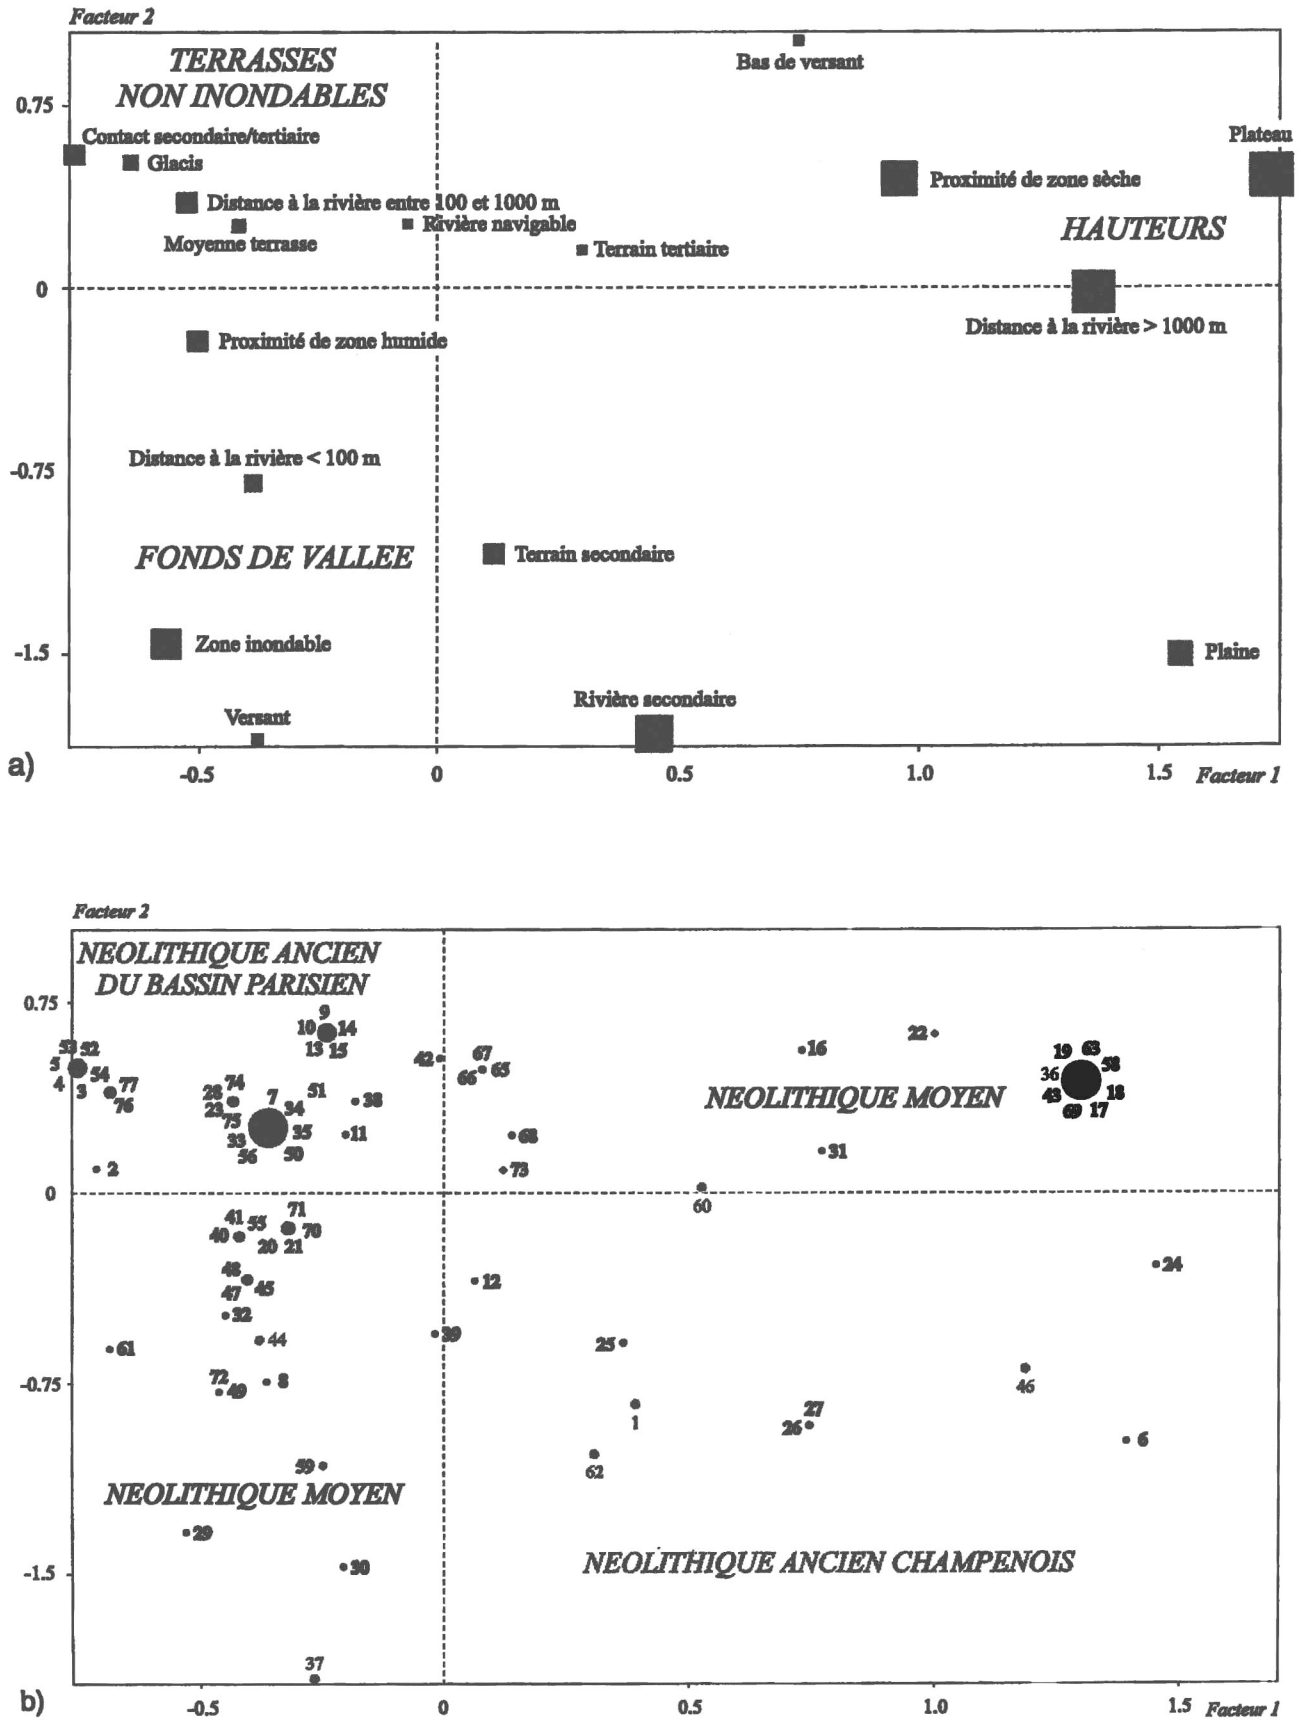 Facteur 2
TERRASSES
NON INONDABLES
Bas de versant
0.75
Contact secondaire/tertiaire
Plateau
Glacis
Proximité de zone sèche
Distance à la rivière entre 100 et 1000 m
Rivière navigable
HAUTEURS
Moyenne terrasse
Terrain tertiaire
0
Distance à la rivière > 1000 m
Proximité de zone humide
Distance à la rivière < 100 m
-0.75
FONDS DE VALLEE
Terrain secondaire
Zone inondable
-1.5
Plaine
Rivière secondaire
Versant
a)
-0.5 0 0.5 1.0 1.5 Facteur 1
Facteur 2
NEOLITHIQUE ANCIEN
DU BASSIN PARISIEN
0.75
9
10 14
13 15
22
16
53 52
5 54
4 3
77
76
42
67
66 65
19 63
36 58
43 18
69 17
NEOLITHIQUE MOYEN
74
28
23
75
7
51
34
38
33
35
11
56
50
68
31
2
73
0
60
41
55
71
40
70
20 21
24
48
45
47
12
32
44
39
25
61
46
-0.75
72
49
8
1
27
26
6
62
59
NEOLITHIQUE MOYEN
29
30
-1.5
NEOLITHIQUE ANCIEN CHAMPENOIS
37
b)
-0.5 0 0.5 1.0 1.5 Facteur 1